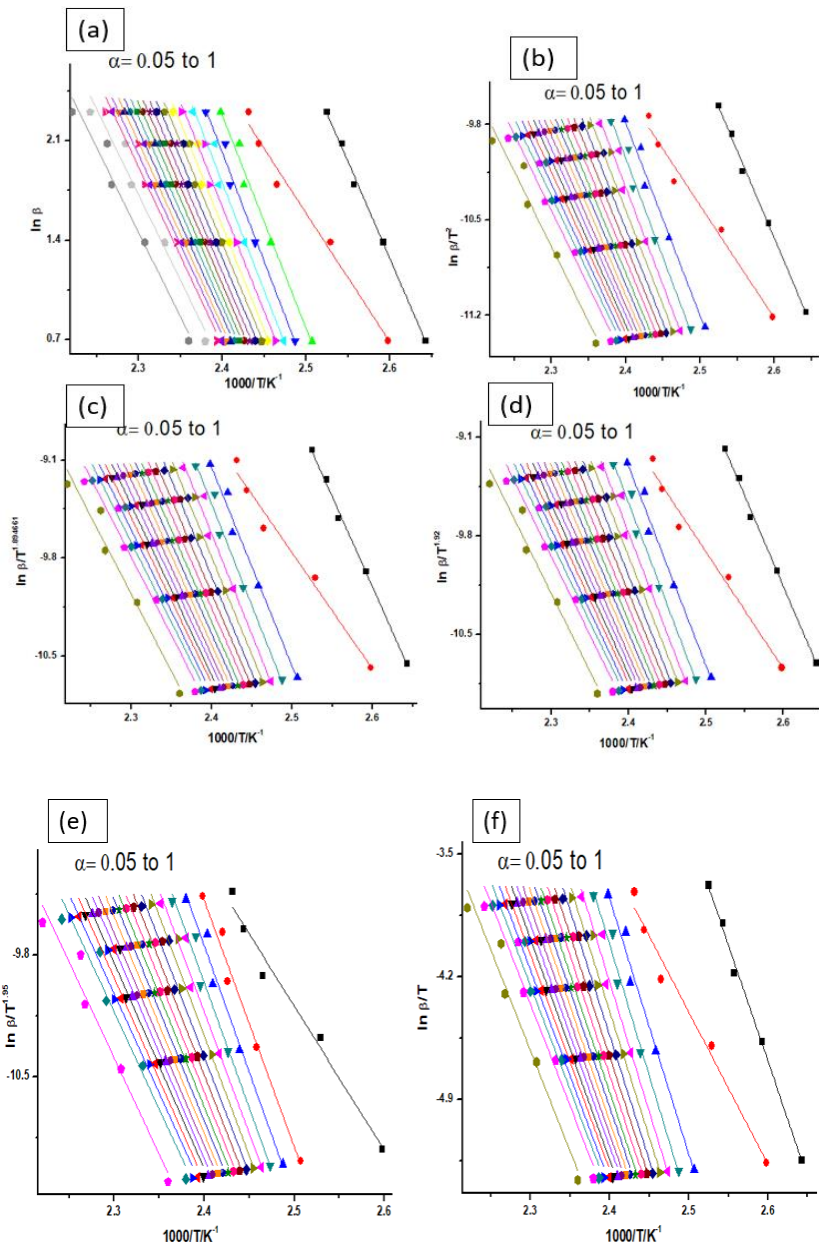 (a)
α= 0.05 to 1
ln β
2.1
1.4
0.7
2.3 2.4 2.5 2.6
1000/T/K-1
(b)
α= 0.05 to 1
ln β/T2
-9.8
-10.5
-11.2
2.3 2.4 2.5 2.6
1000/T/K-1
(c)
α= 0.05 to 1
ln β/T1.894661
-9.1
-9.8
-10.5
2.3 2.4 2.5 2.6
1000/T/K-1
(d)
α= 0.05 to 1
ln β/T1.92
-9.1
-9.8
-10.5
2.3 2.4 2.5 2.6
1000/T/K-1
(e)
α= 0.05 to 1
ln β/T1.95
-9.8
-10.5
2.3 2.4 2.5 2.6
1000/T/K-1
(f)
α= 0.05 to 1
ln β/T
-3.5
-4.2
-4.9
2.3 2.4 2.5 2.6
1000/T/K-1